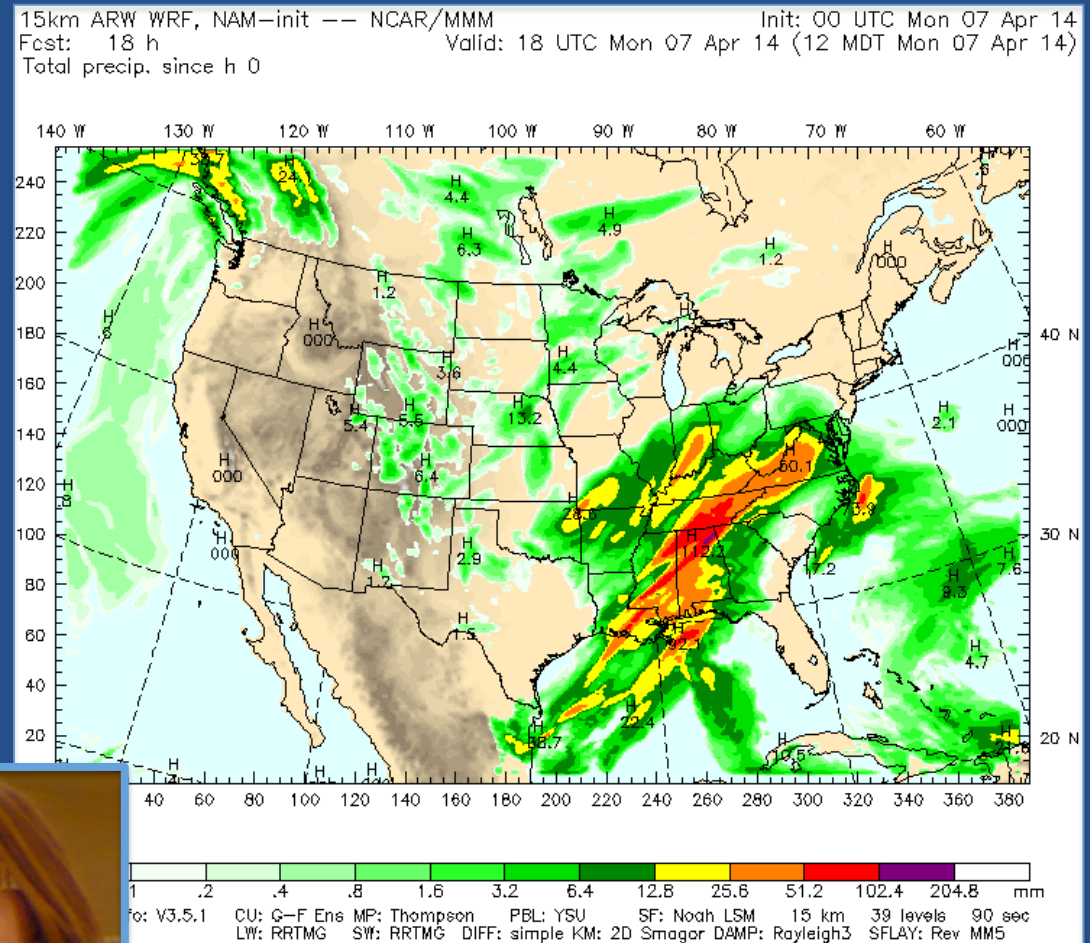 15km ARW WRF, NAM-init -- NCAR/MMM Init: 00 UTC Mon 07 Apr 14
Fcst: 18 h Valid: 18 UTC Mon 07 Apr 14 (12 MDT Mon 07 Apr 14)
Total precip. since h 0
140 W 130 W 120 W 110 W 100 W 90 W 80 W 70 W 60 W
240
220
200
180
160
140
120
100
80
60
40
20
40 N
30 N
20 N
H 24
H 4.4
H 6.3
H 4.9
H 1.2
H 000
H 1.2
H 000
H 3.6
H 4.4
H 5.4
H 5.5
H 13.2
H 6.4
H 000
H 000
H 2.1
H 000
H 60.1
H 2.9
H 112.2
H 7.2
H 7.6
H 9.3
H 1.5
H 92.1
H 4.7
H 22.4
H 38.7
40 60 80 100 120 140 160 180 200 220 240 260 280 300 320 340 360 380
.2 .4 .8 1.6 3.2 6.4 12.8 25.6 51.2 102.4 204.8 mm
fo: V3.5.1 CU: G-F Ens MP: Thompson PBL: YSU SF: Noah LSM 15 km 39 levels 90 sec
LW: RRTMG SW: RRTMG DIFF: simple KM: 2D Smagor DAMP: Rayleigh3 SFLAY: Rev MM5